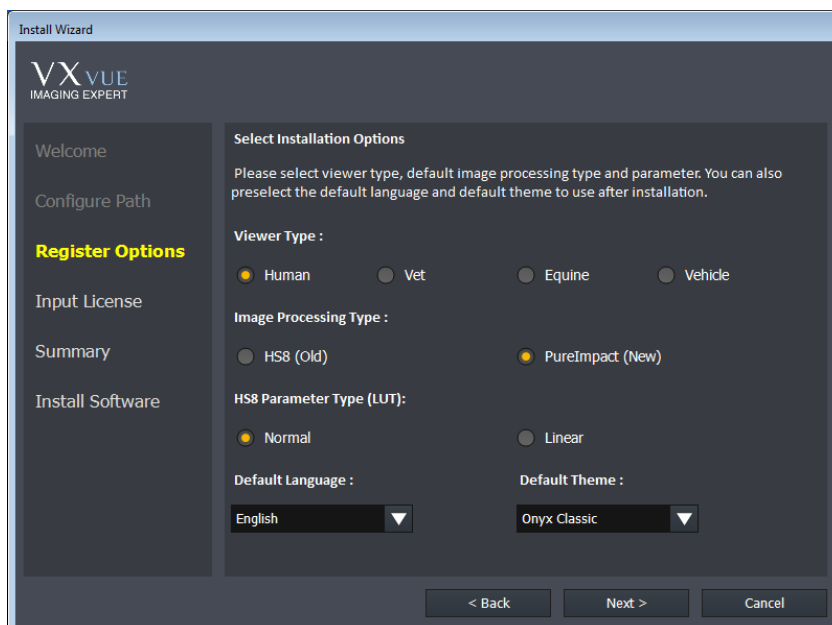 Install Wizard
VXVUE
IMAGING EXPERT
Welcome
Configure Path
Register Options
Input License
Summary
Install Software
Select Installation Options
Please select viewer type, default image processing type and parameter. You can also
preselect the default language and default theme to use after installation.
Viewer Type :
Human Vet Equine Vehicle
Image Processing Type :
HS8 (Old) PureImpact (New)
HS8 Parameter Type (LUT):
Normal Linear
Default Language : Default Theme :
English Onyx Classic
< Back Next > Cancel